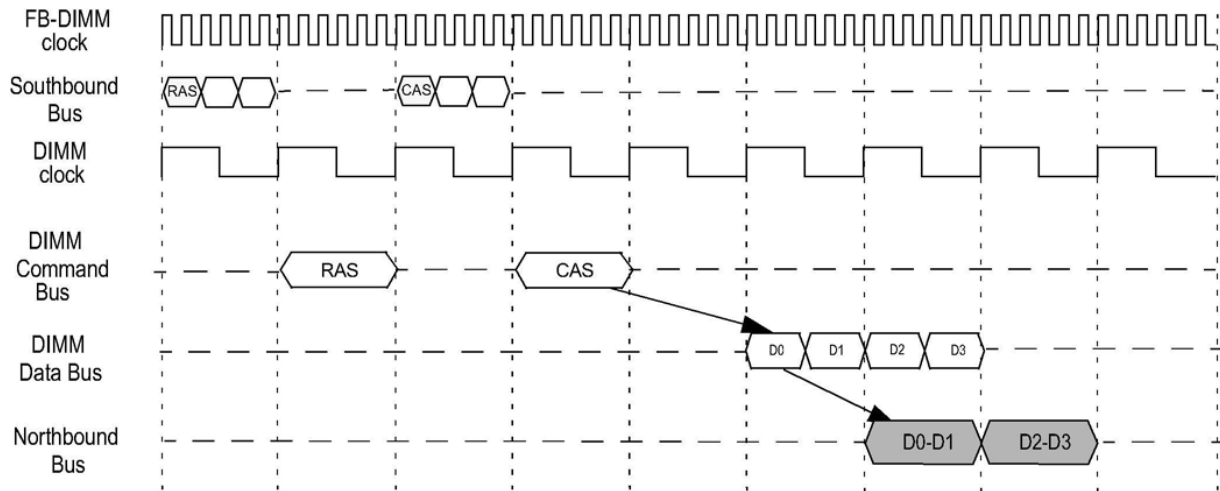 FB-DIMM
clock
Southbound
Bus
RAS
CAS
DIMM
clock
DIMM
Command
Bus
RAS
CAS
DIMM
Data Bus
D0
D1
D2
D3
Northbound
Bus
D0-D1
D2-D3